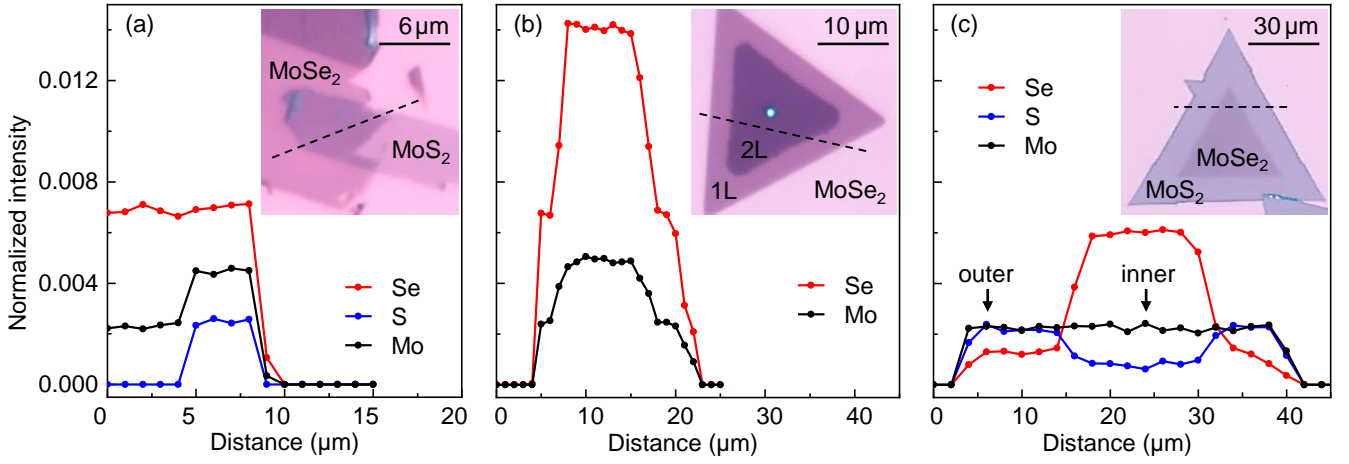 (a)
6 μm
MoSe₂
MoS₂
Se
S
Mo
0.012
0.008
0.004
0.000
Normalized intensity
0 5 10 15 20
Distance (μm)
(b)
10 μm
2L
1L
MoSe₂
Se
Mo
0 10 20 30 40
Distance (μm)
(c)
30 μm
Se
S
Mo
MoSe₂
MoS₂
outer
inner
0 10 20 30 40
Distance (μm)